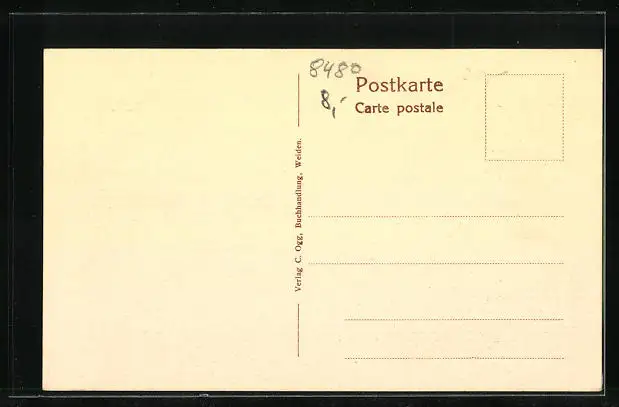 8480
Postkarte
8,-
Carte postale
Verlag C. Ogg, Buchhandlung, Weiden.